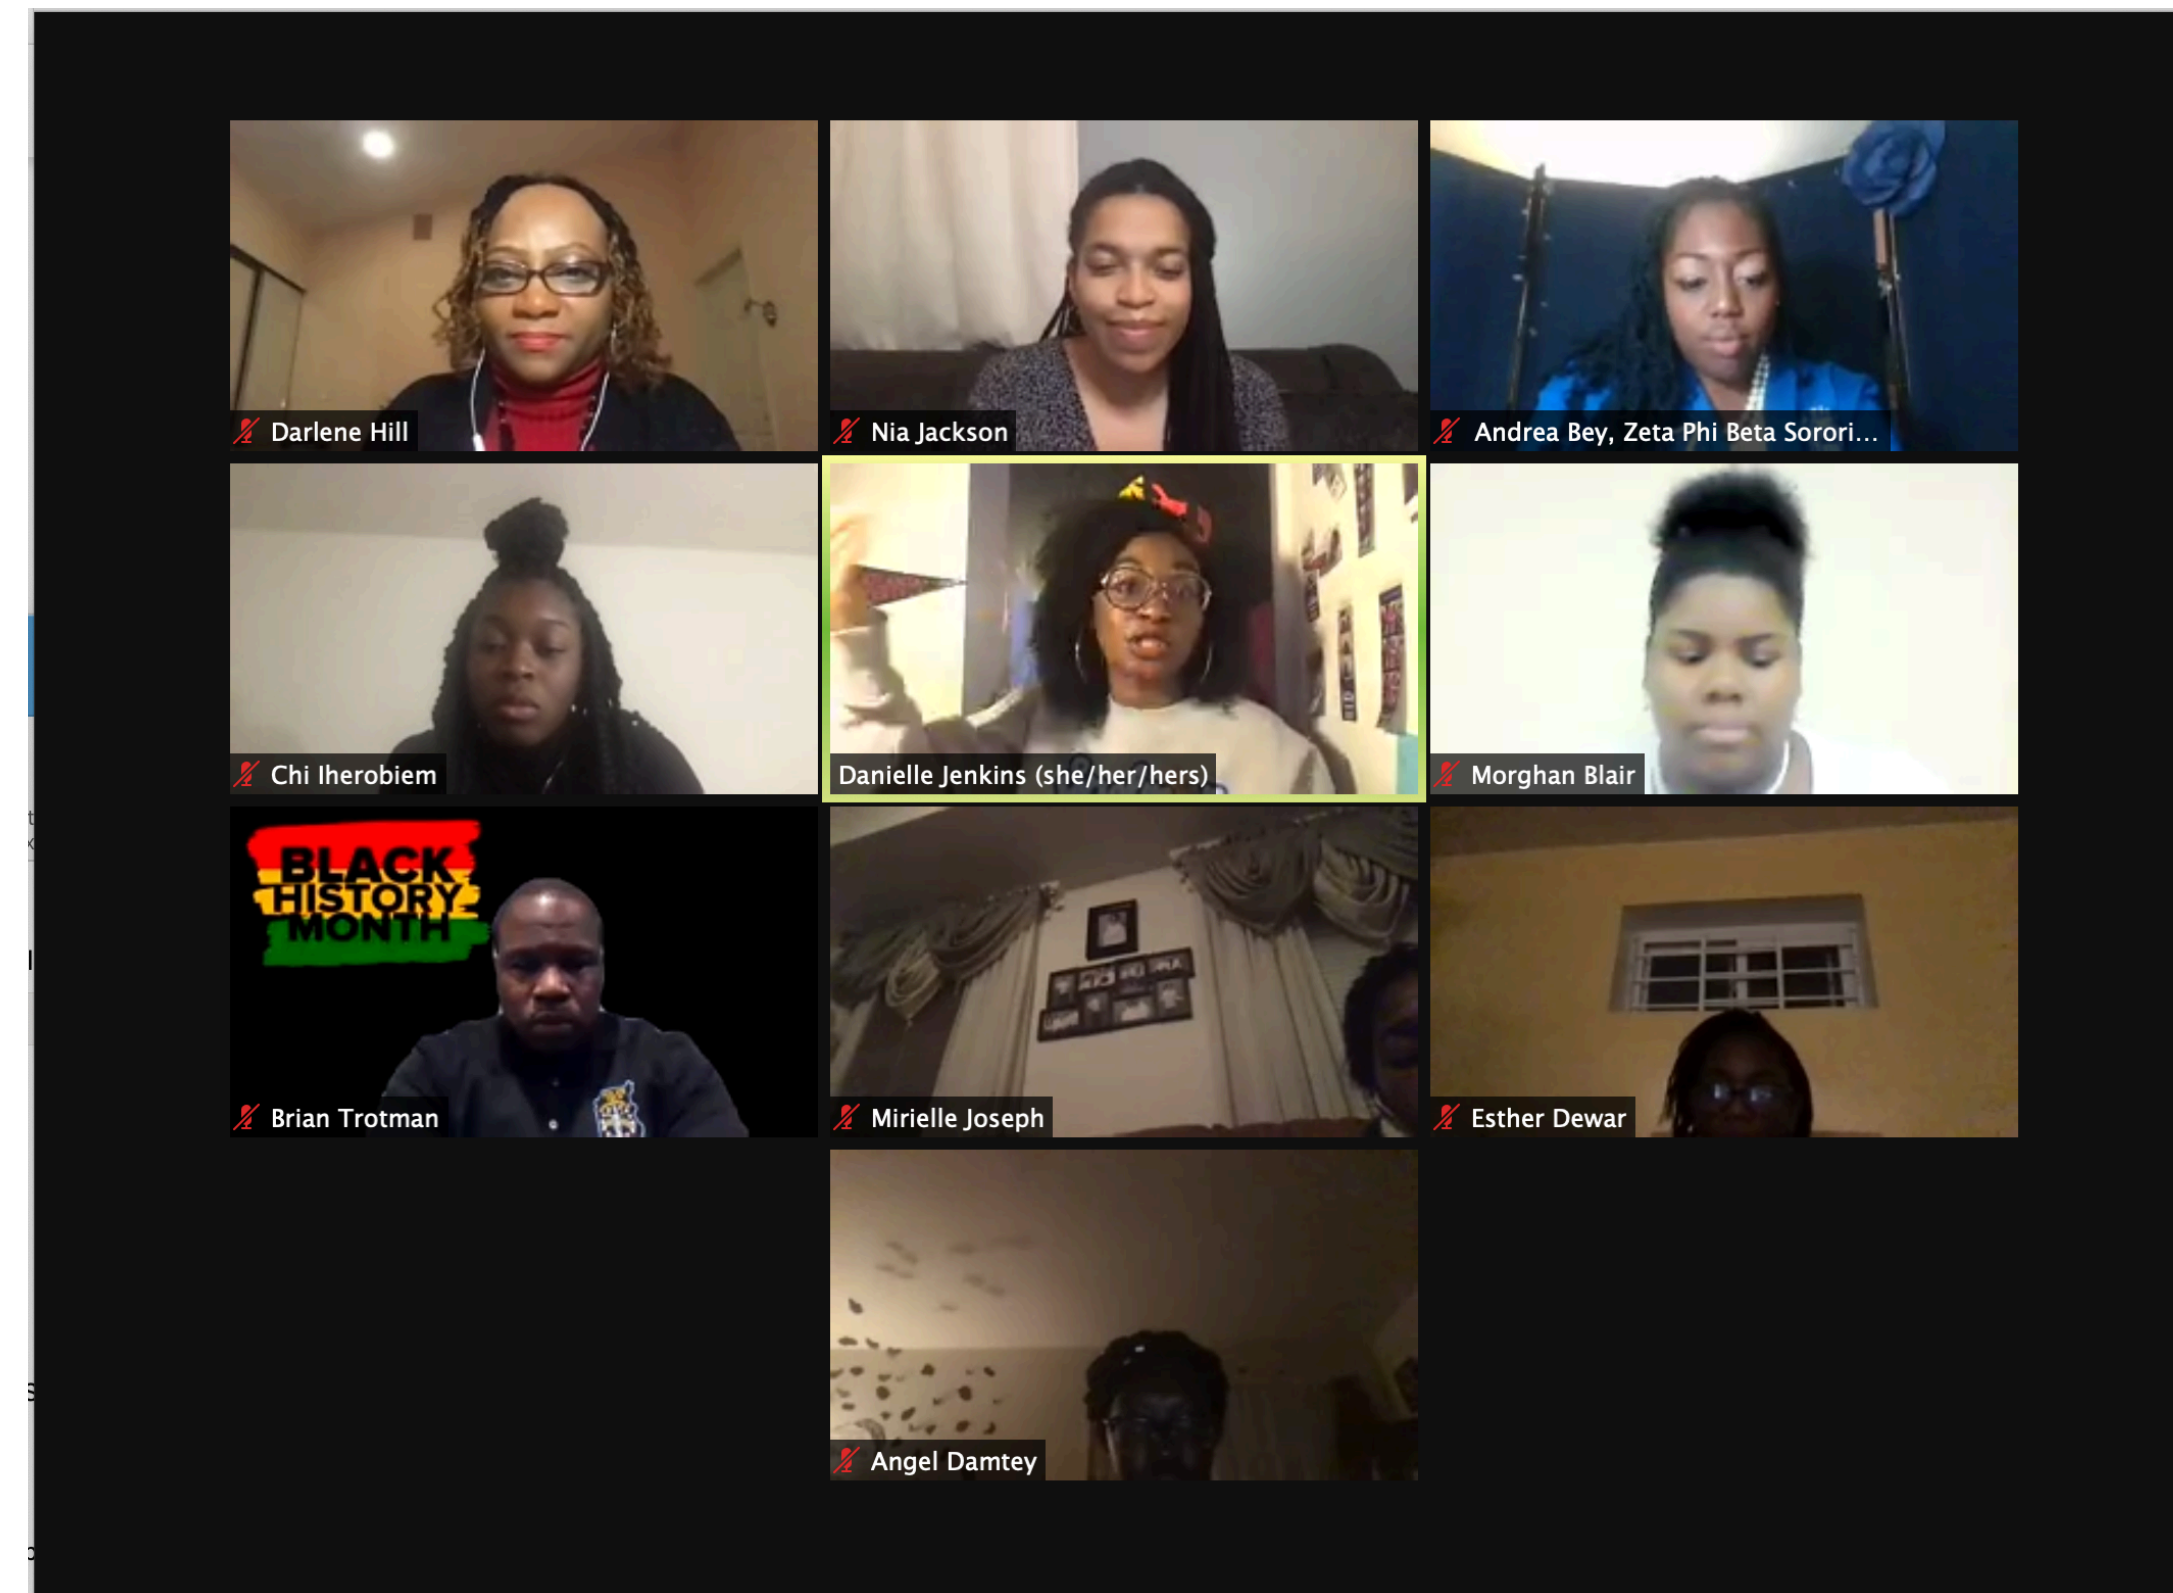 Darlene Hill
Nia Jackson
Andrea Bey, Zeta Phi Beta Sorori...
Chi Iherobiem
Danielle Jenkins (she/her/hers)
Morghan Blair
BLACK
HISTORY
MONTH
Brian Trotman
Mirielle Joseph
Esther Dewar
Angel Damtey